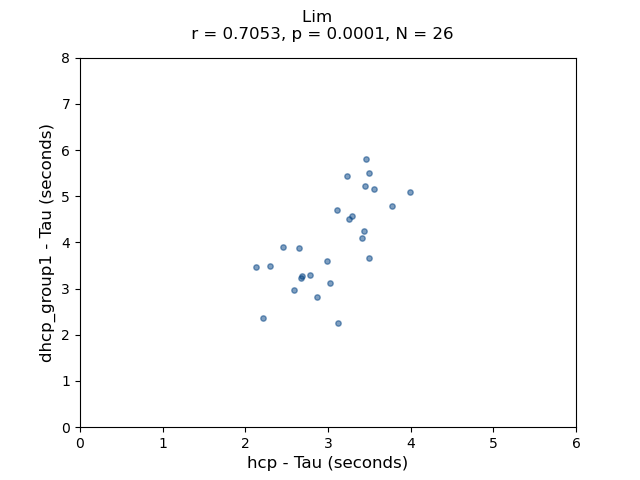 Lim
r = 0.7053, p = 0.0001, N = 26
8
7
6
5
4
3
2
1
0
dhcp_group1 - Tau (seconds)
0 1 2 3 4 5 6
hcp - Tau (seconds)